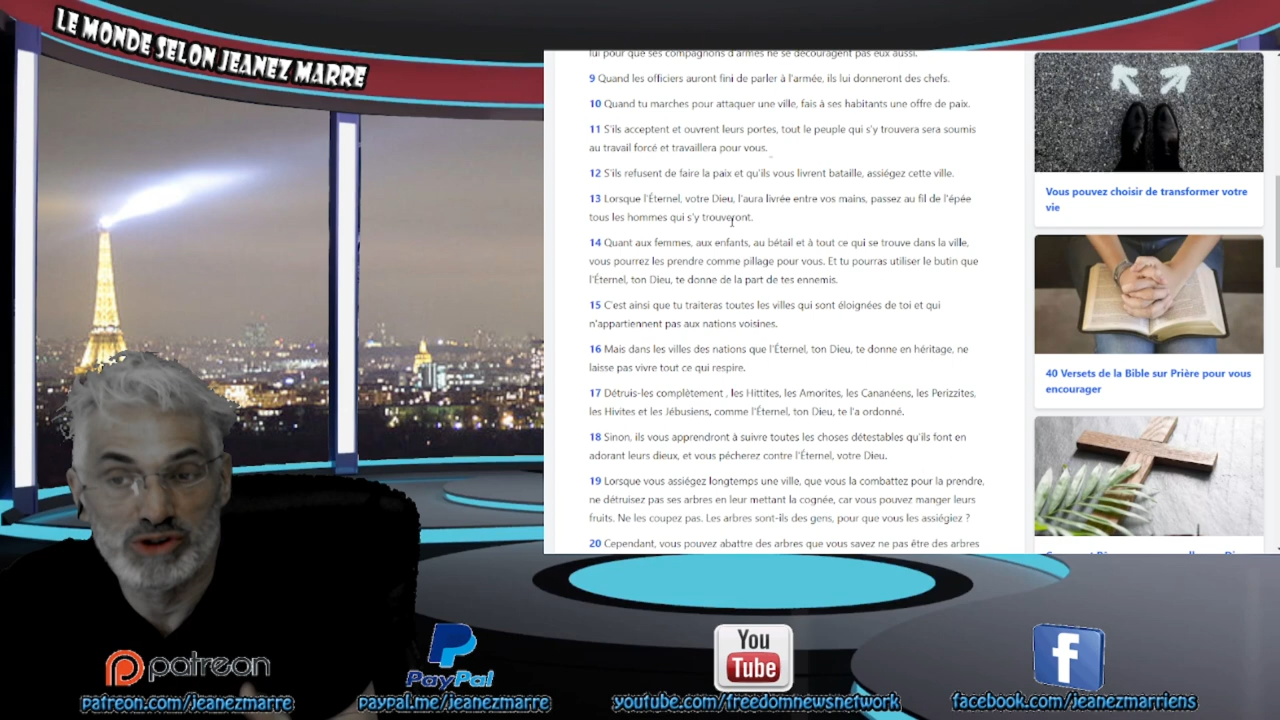 LE MONDE SELON JEANEZ MARRE
lui pour que ses compagnons d'armes ne se découragent pas eux aussi.
9 Quand les officiers auront fini de parler à l'armée, ils lui donneront des chefs.
10 Quand tu marches pour attaquer une ville, fais à ses habitants une offre de paix.
11 S'ils acceptent et ouvrent leurs portes, tout le peuple qui s'y trouvera sera soumis
au travail forcé et travaillera pour vous.
12 S'ils refusent de faire la paix et qu'ils vous livrent bataille, assiégez cette ville.
13 Lorsque l'Éternel, votre Dieu, l'aura livrée entre vos mains, passez au fil de l'épée
tous les hommes qui s'y trouveront.
14 Quant aux femmes, aux enfants, au bétail et à tout ce qui se trouve dans la ville,
vous pourrez les prendre comme pillage pour vous. Et tu pourras utiliser le butin que
l'Éternel, ton Dieu, te donne de la part de tes ennemis.
15 C'est ainsi que tu traiteras toutes les villes qui sont éloignées de toi et qui
n'appartiennent pas aux nations voisines.
16 Mais dans les villes des nations que l'Éternel, ton Dieu, te donne en héritage, ne
laisse pas vivre tout ce qui respire.
17 Détruis-les complètement , les Hittites, les Amorites, les Cananéens, les Perizzites,
les Hivites et les Jébusiens, comme l'Éternel, ton Dieu, te l'a ordonné.
18 Sinon, ils vous apprendront à suivre toutes les choses détestables qu'ils font en
adorant leurs dieux, et vous pécherez contre l'Éternel, votre Dieu.
19 Lorsque vous assiégez longtemps une ville, que vous la combattez pour la prendre,
ne détruisez pas ses arbres en leur mettant la cognée, car vous pouvez manger leurs
fruits. Ne les coupez pas. Les arbres sont-ils des gens, pour que vous les assiégiez ?
20 Cependant, vous pouvez abattre des arbres que vous savez ne pas être des arbres
Vous pouvez choisir de transformer votre
vie
40 Versets de la Bible sur Prière pour vous
encourager
patreon
patreon.com/jeanezmarre
PayPal
paypal.me/jeanezmarre
You
Tube
youtube.com/freedomnewsnetwork
f
facebook.com/jeanezmarriens